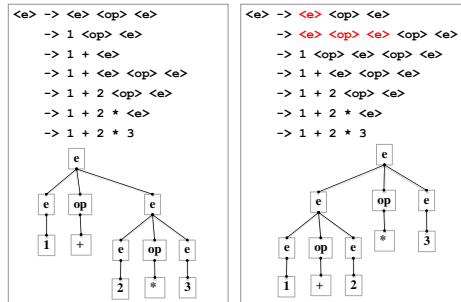 <e> -> <e> <op> <e>
-> 1 <op> <e>
-> 1 + <e>
-> 1 + <e> <op> <e>
-> 1 + 2 <op> <e>
-> 1 + 2 * <e>
-> 1 + 2 * 3
e
e op e
1 + e op e
2 * 3
<e> -> <e> <op> <e>
-> <e> <op> <e> <op> <e>
-> 1 <op> <e> <op> <e>
-> 1 + <e> <op> <e>
-> 1 + 2 <op> <e>
-> 1 + 2 * <e>
-> 1 + 2 * 3
e
e op e
e op e * 3
1 + 2